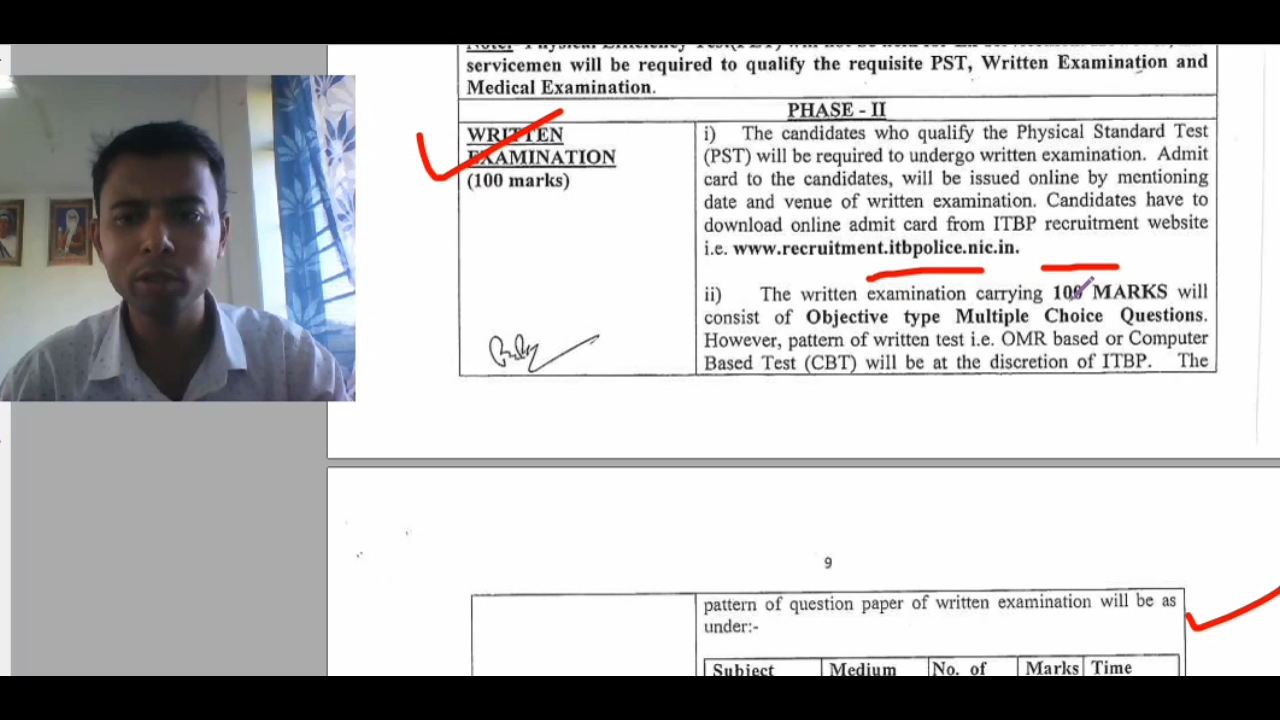 servicemen will be required to qualify the requisite PST, Written Examination and
Medical Examination.
PHASE - II
WRITTEN
EXAMINATION
(100 marks)
i) The candidates who qualify the Physical Standard Test
(PST) will be required to undergo written examination. Admit
card to the candidates, will be issued online by mentioning
date and venue of written examination. Candidates have to
download online admit card from ITBP recruitment website
i.e. www.recruitment.itbpolice.nic.in.
ii) The written examination carrying 100 MARKS will
consist of Objective type Multiple Choice Questions.
However, pattern of written test i.e. OMR based or Computer
Based Test (CBT) will be at the discretion of ITBP. The
9
pattern of question paper of written examination will be as
under:-
Subject Medium No. of Marks Time